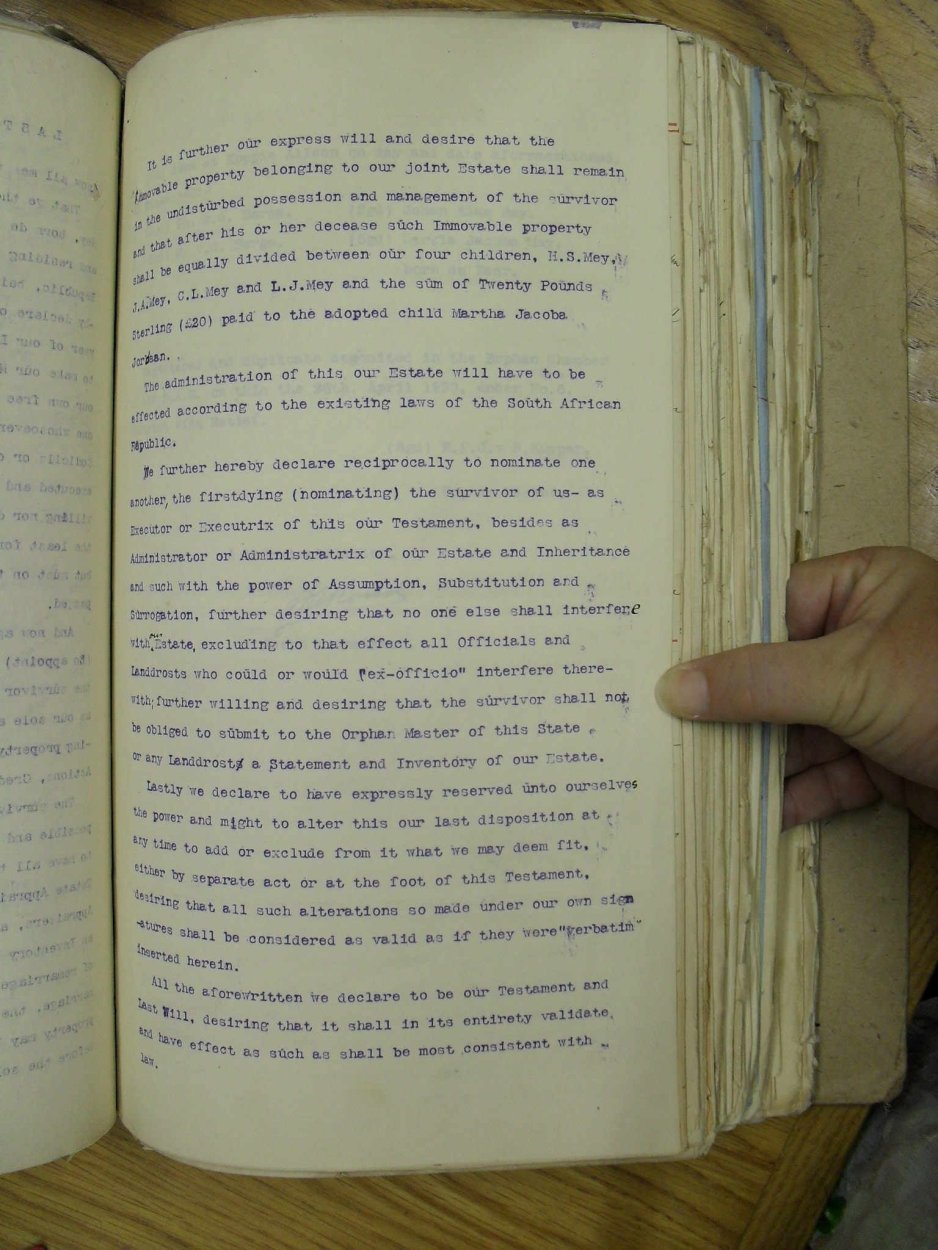 It is further our express will and desire that the
Immovable property belonging to our joint Estate shall remain
in the undisturbed possession and management of the survivor
and that after his or her decease such Immovable property
shall be equally divided between our four children, H.S.Mey,
J.A.Mey, C.L.Mey and L.J.Mey and the sum of Twenty Pounds
Sterling (£20) paid to the adopted child Martha Jacoba
Jordaan.
The administration of this our Estate will have to be
effected according to the existing laws of the South African
Republic.
We further hereby declare reciprocally to nominate one
another, the firstdying (nominating) the survivor of us- as
Executor or Executrix of this our Testament, besides as
Administrator or Administratrix of our Estate and Inheritance
and such with the power of Assumption, Substitution and
Surrogation, further desiring that no one else shall interfere
with our Estate, excluding to that effect all Officials and
Landdrosts who could or would "ex-officio" interfere there-
with; further willing and desiring that the survivor shall not
be obliged to submit to the Orphan Master of this State
or any Landdrost a Statement and Inventory of our Estate.
Lastly we declare to have expressly reserved unto ourselves
the power and might to alter this our last disposition at
any time to add or exclude from it what we may deem fit,
either by separate act or at the foot of this Testament,
desiring that all such alterations so made under our own sign
-atures shall be considered as valid as if they were "verbatim"
inserted herein.
All the aforewritten we declare to be our Testament and
Last Will, desiring that it shall in its entirety validate
and have effect as such as shall be most consistent with
law.